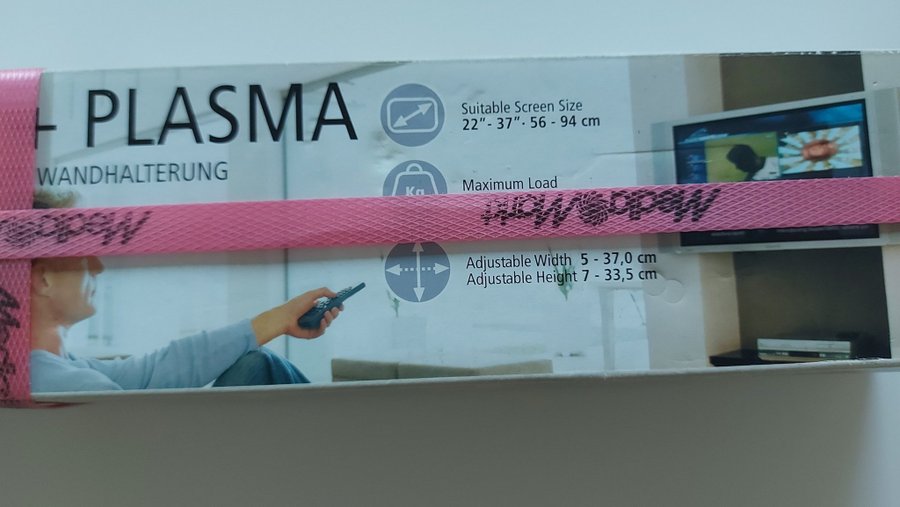 PLASMA
WANDHALTERUNG
Suitable Screen Size
22”- 37”· 56 - 94 cm
Kg
Maximum Load
Adjustable Width 5 - 37,0 cm
Adjustable Height 7 - 33,5 cm